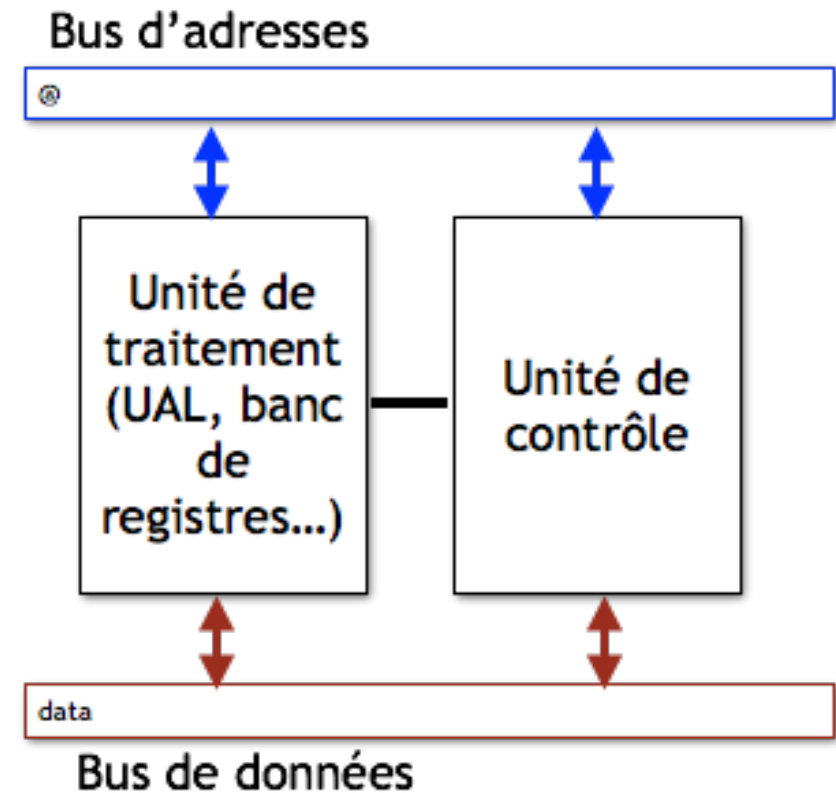 Bus d'adresses
@
Unité de
traitement
(UAL, banc
de
registres…)
Unité de
contrôle
data
Bus de données